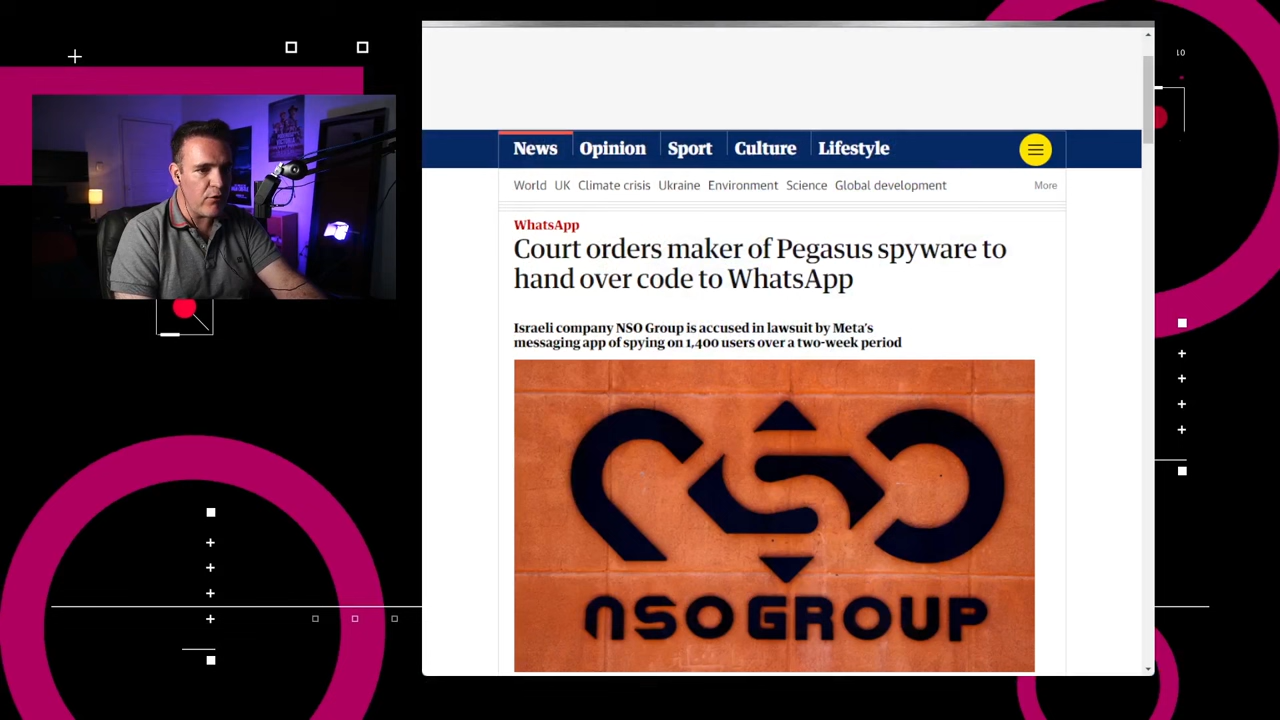 10
News Opinion Sport Culture Lifestyle
World UK Climate crisis Ukraine Environment Science Global development More
WhatsApp
Court orders maker of Pegasus spyware to
hand over code to WhatsApp
Israeli company NSO Group is accused in lawsuit by Meta's
messaging app of spying on 1,400 users over a two-week period
NSO
NSO GROUP